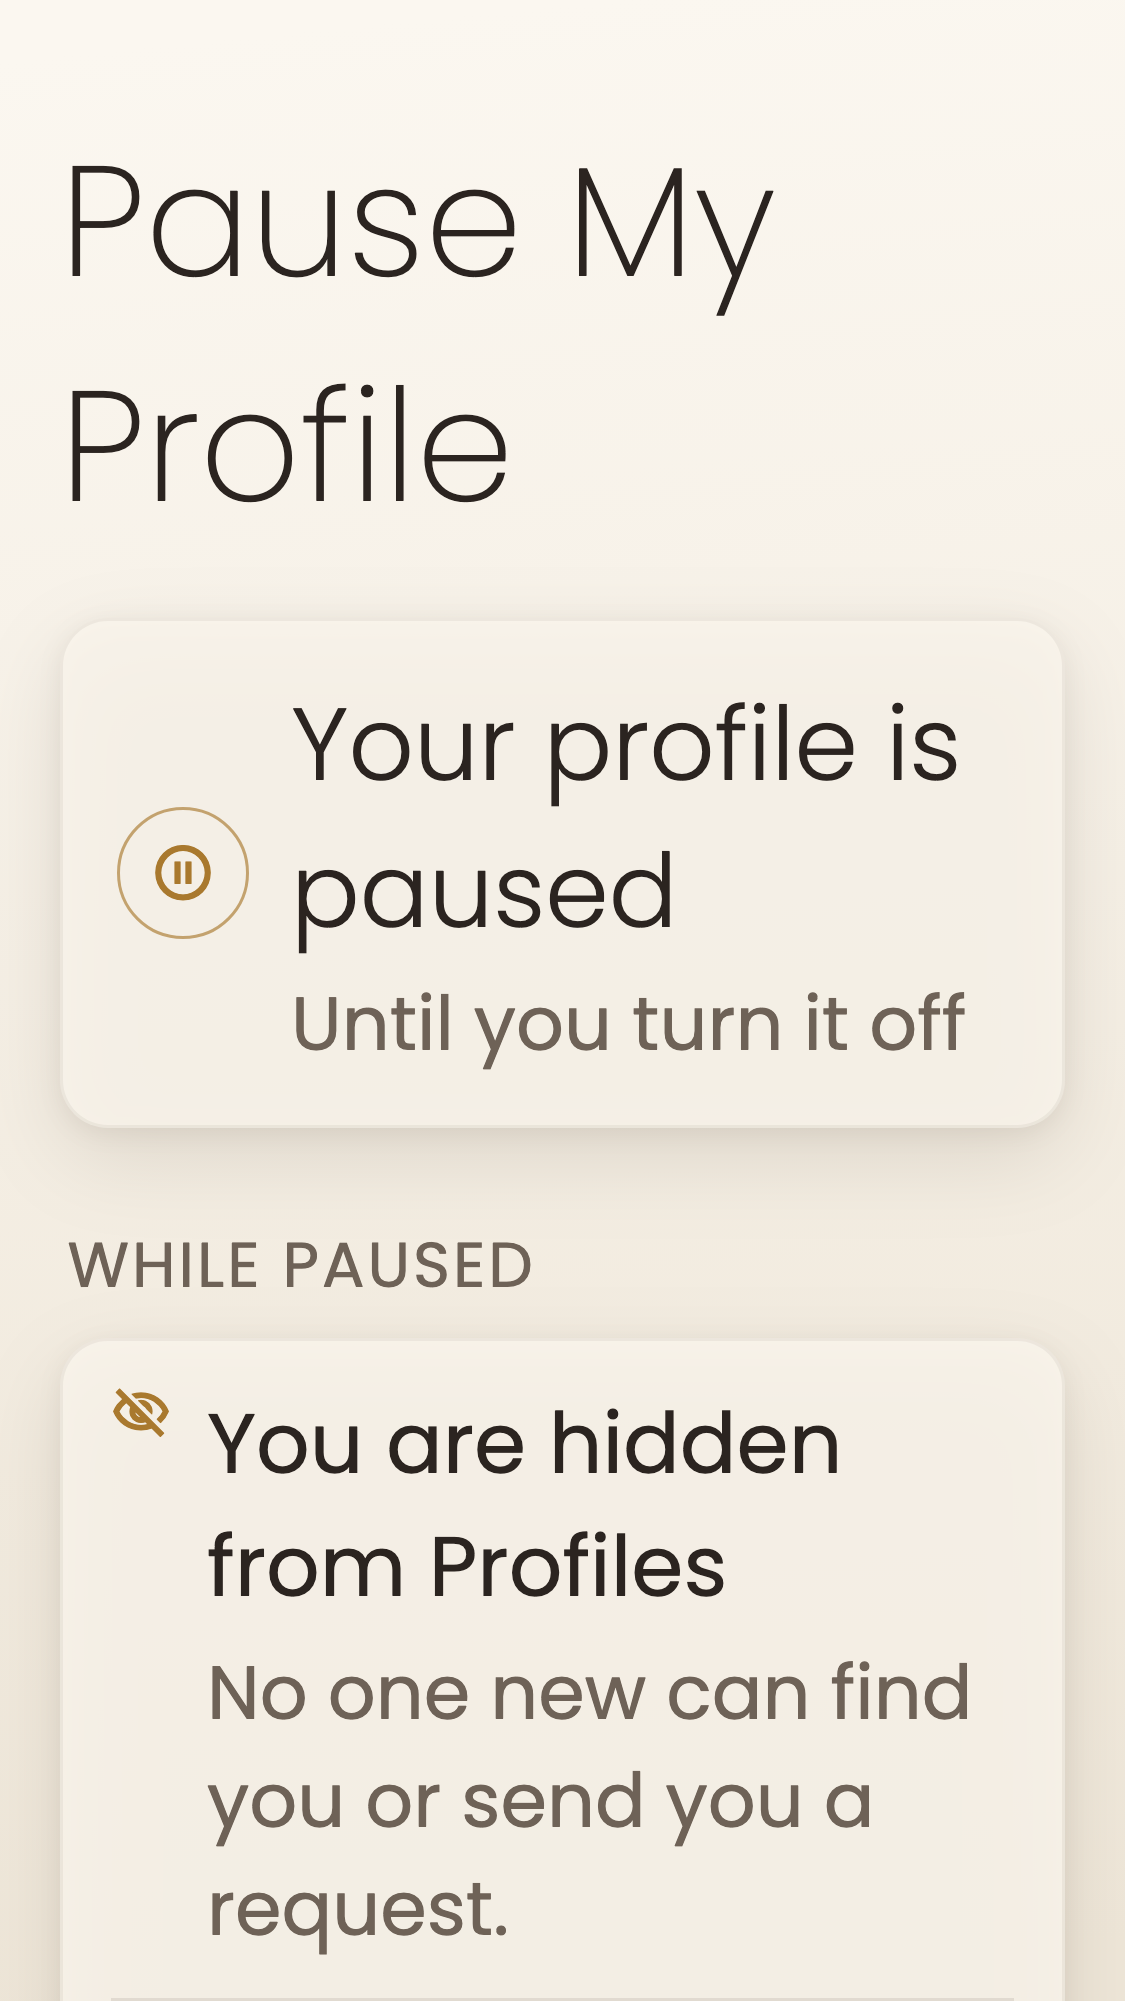 Pause My
Profile
Your profile is
paused
Until you turn it off
WHILE PAUSED
You are hidden
from Profiles
No one new can find
you or send you a
request.